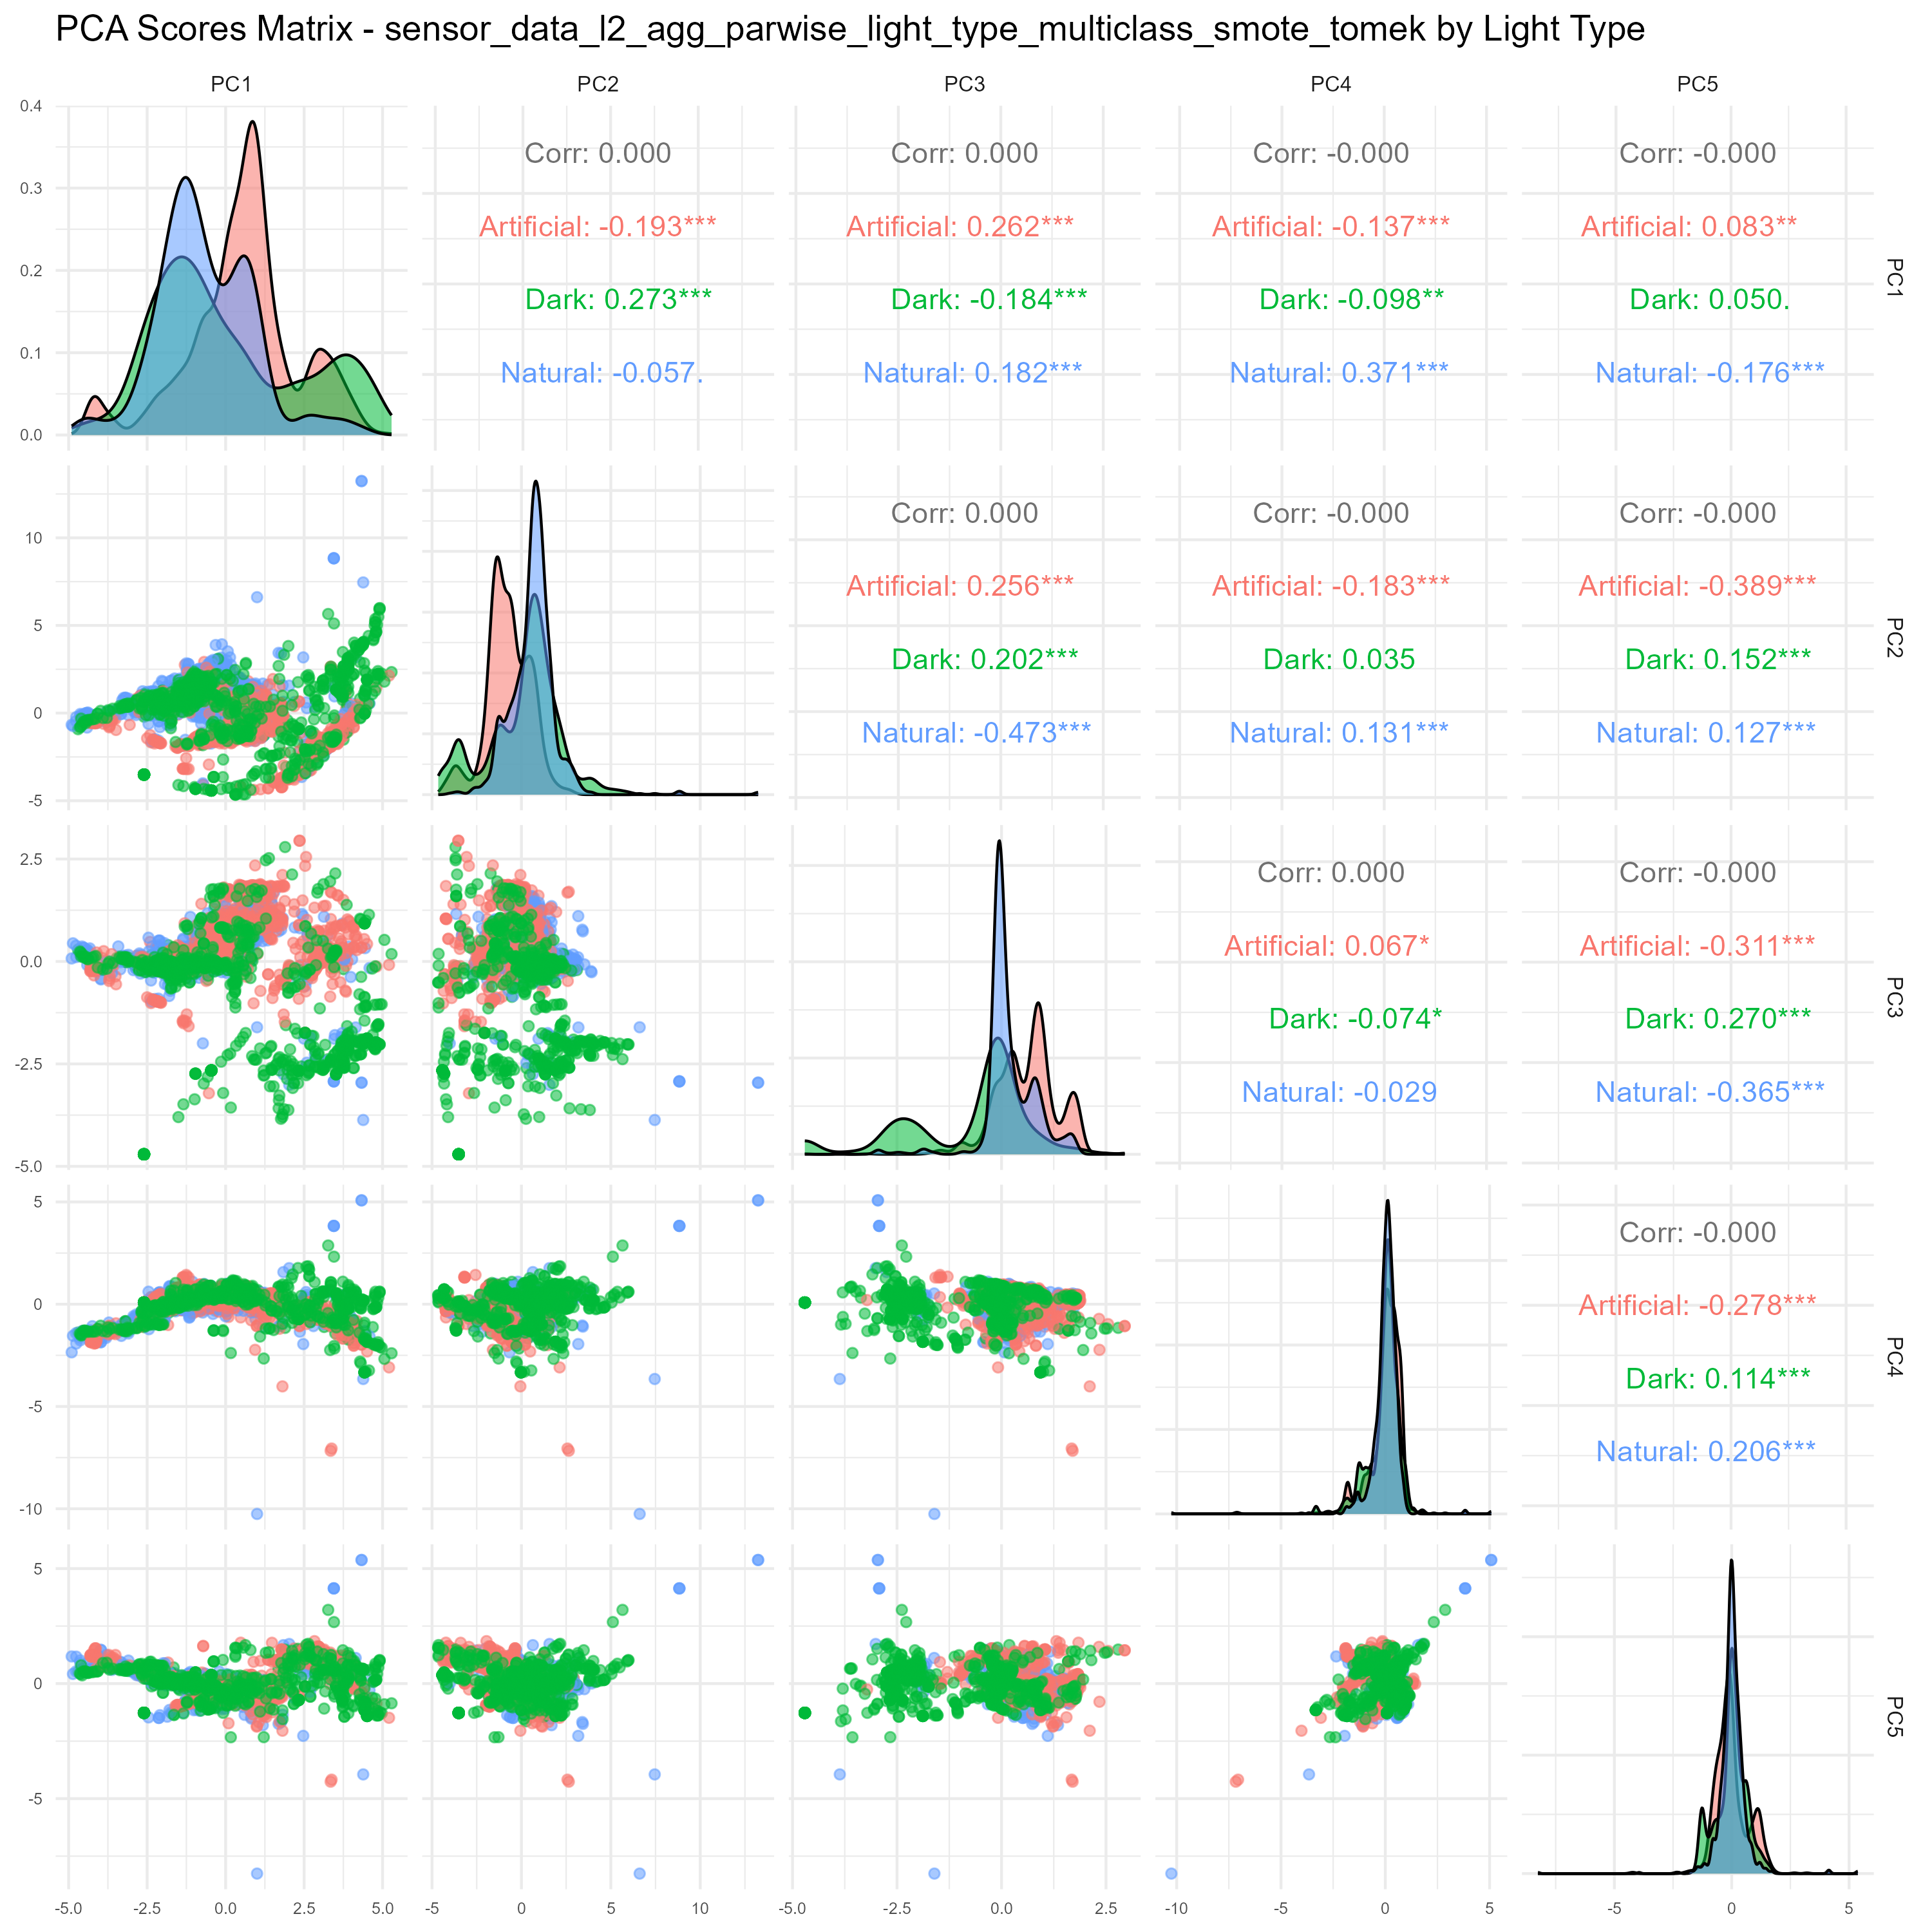 PCA Scores Matrix - sensor_data_l2_agg_parwise_light_type_multiclass_smote_tomek by Light Type
PC1 PC2 PC3 PC4 PC5
0.4
0.3
0.2
0.1
0.0
Corr: 0.000
Artificial: -0.193***
Dark: 0.273***
Natural: -0.057.
Corr: 0.000
Artificial: 0.262***
Dark: -0.184***
Natural: 0.182***
Corr: -0.000
Artificial: -0.137***
Dark: -0.098**
Natural: 0.371***
Corr: -0.000
Artificial: 0.083**
Dark: 0.050.
Natural: -0.176***
PC1
10
5
0
-5
Corr: 0.000
Artificial: 0.256***
Dark: 0.202***
Natural: -0.473***
Corr: -0.000
Artificial: -0.183***
Dark: 0.035
Natural: 0.131***
Corr: -0.000
Artificial: -0.389***
Dark: 0.152***
Natural: 0.127***
PC2
2.5
0.0
-2.5
-5.0
Corr: 0.000
Artificial: 0.067*
Dark: -0.074*
Natural: -0.029
Corr: -0.000
Artificial: -0.311***
Dark: 0.270***
Natural: -0.365***
PC3
5
0
-5
-10
Corr: -0.000
Artificial: -0.278***
Dark: 0.114***
Natural: 0.206***
PC4
5
0
-5
PC5
-5.0 -2.5 0.0 2.5 5.0
-5 0 5 10
-5.0 -2.5 0.0 2.5
-10 -5 0 5
-5 0 5